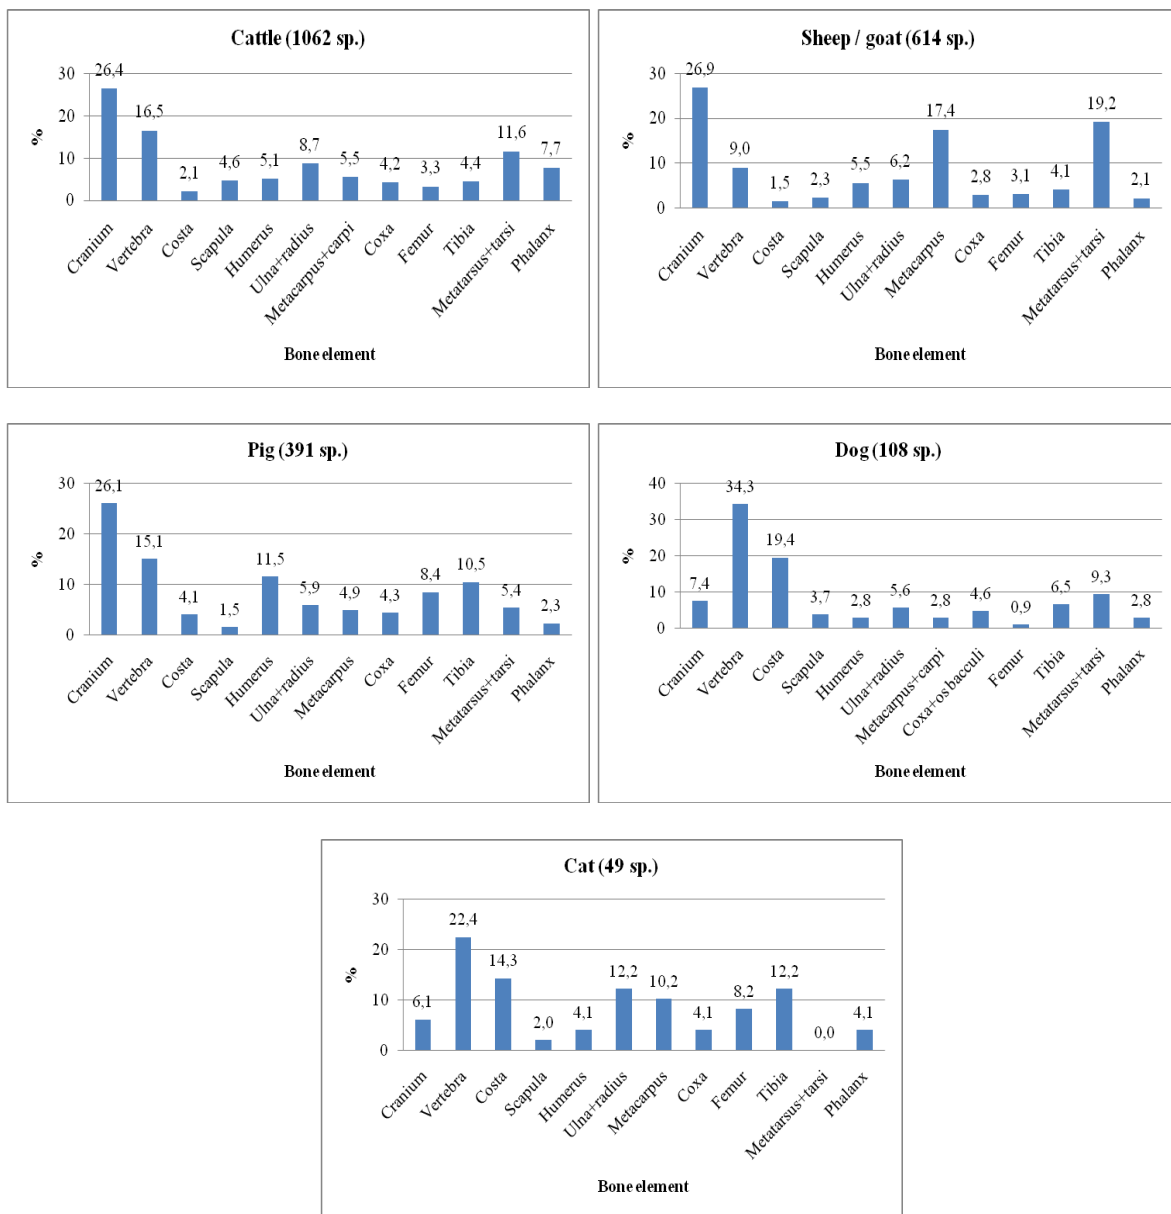 Cattle (1062 sp.)
%
30
20
10
0
26,4
16,5
2,1
4,6
5,1
8,7
5,5
4,2
3,3
4,4
11,6
7,7
Cranium
Vertebra
Costa
Scapula
Humerus
Ulna+radius
Metacarpus+carpi
Coxa
Femur
Tibia
Metatarsus+tarsi
Phalanx
Bone element
Sheep / goat (614 sp.)
%
30
20
10
0
26,9
9,0
1,5
2,3
5,5
6,2
17,4
2,8
3,1
4,1
19,2
2,1
Cranium
Vertebra
Costa
Scapula
Humerus
Ulna+radius
Metacarpus
Coxa
Femur
Tibia
Metatarsus+tarsi
Phalanx
Bone element
Pig (391 sp.)
%
30
20
10
0
26,1
15,1
4,1
1,5
11,5
5,9
4,9
4,3
8,4
10,5
5,4
2,3
Cranium
Vertebra
Costa
Scapula
Humerus
Ulna+radius
Metacarpus
Coxa
Femur
Tibia
Metatarsus+tarsi
Phalanx
Bone element
Dog (108 sp.)
%
40
30
20
10
0
7,4
34,3
19,4
3,7
2,8
5,6
2,8
4,6
0,9
6,5
9,3
2,8
Cranium
Vertebra
Costa
Scapula
Humerus
Ulna+radius
Metacarpus+carpi
Coxa+os bacculi
Femur
Tibia
Metatarsus+tarsi
Phalanx
Bone element
Cat (49 sp.)
%
30
20
10
0
6,1
22,4
14,3
2,0
4,1
12,2
10,2
4,1
8,2
12,2
0,0
4,1
Cranium
Vertebra
Costa
Scapula
Humerus
Ulna+radius
Metacarpus
Coxa
Femur
Tibia
Metatarsus+tarsi
Phalanx
Bone element